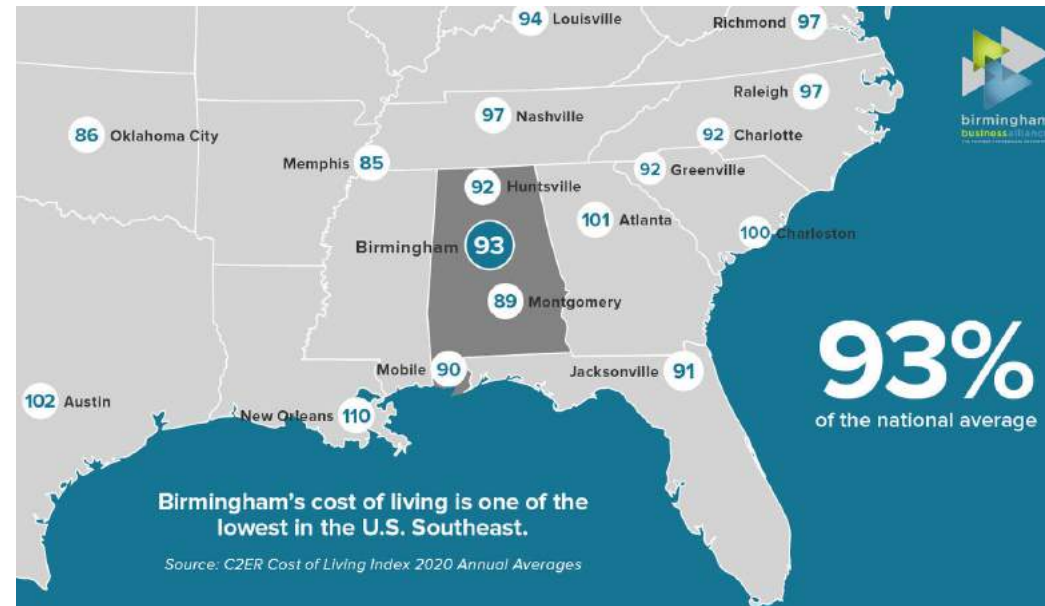 94 Louisville
Richmond 97
Raleigh 97
birmingham
businessalliance
97 Nashville
86 Oklahoma City
92 Charlotte
Memphis 85
92 Greenville
92 Huntsville
101 Atlanta
100 Charleston
Birmingham 93
89 Montgomery
93%
of the national average
Mobile 90
Jacksonville 91
102 Austin
New Orleans 110
Birmingham's cost of living is one of the
lowest in the U.S. Southeast.
Source: C2ER Cost of Living Index 2020 Annual Averages